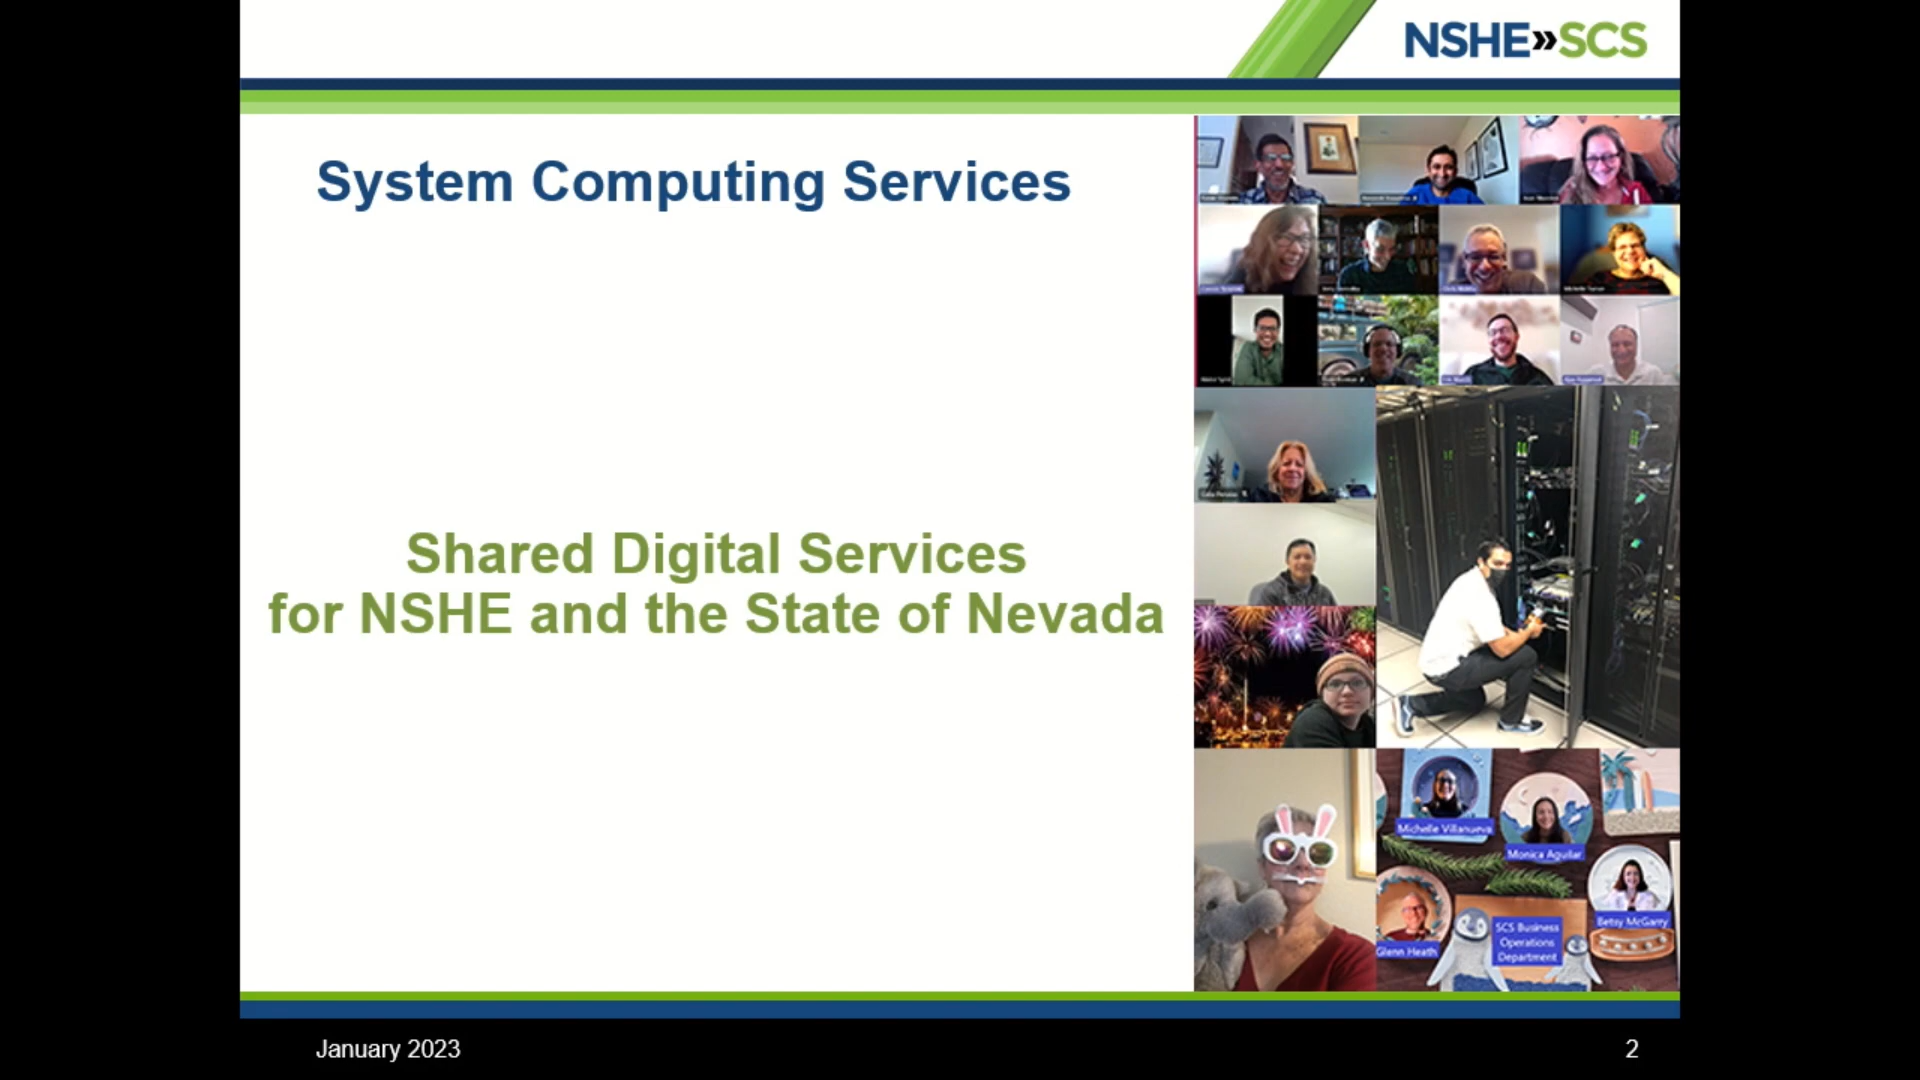 NSHE»SCS
System Computing Services
Shared Digital Services
for NSHE and the State of Nevada
Michelle Villanueva
Monica Aguilar
Betsy McGarry
Glenn Heath
SCS Business
Operations
Department
January 2023
2